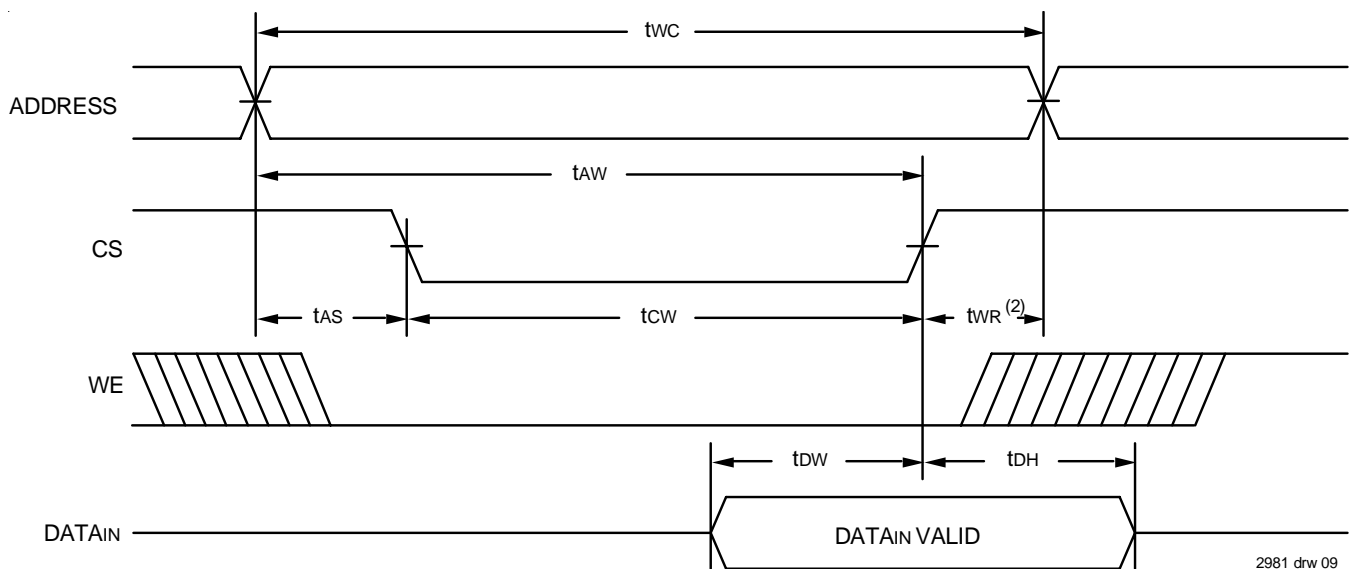 tWC
ADDRESS
tAW
CS
tAS
tCW
tWR (2)
WE
tDW
tDH
DATAIN
DATAIN VALID
2981 drw 09